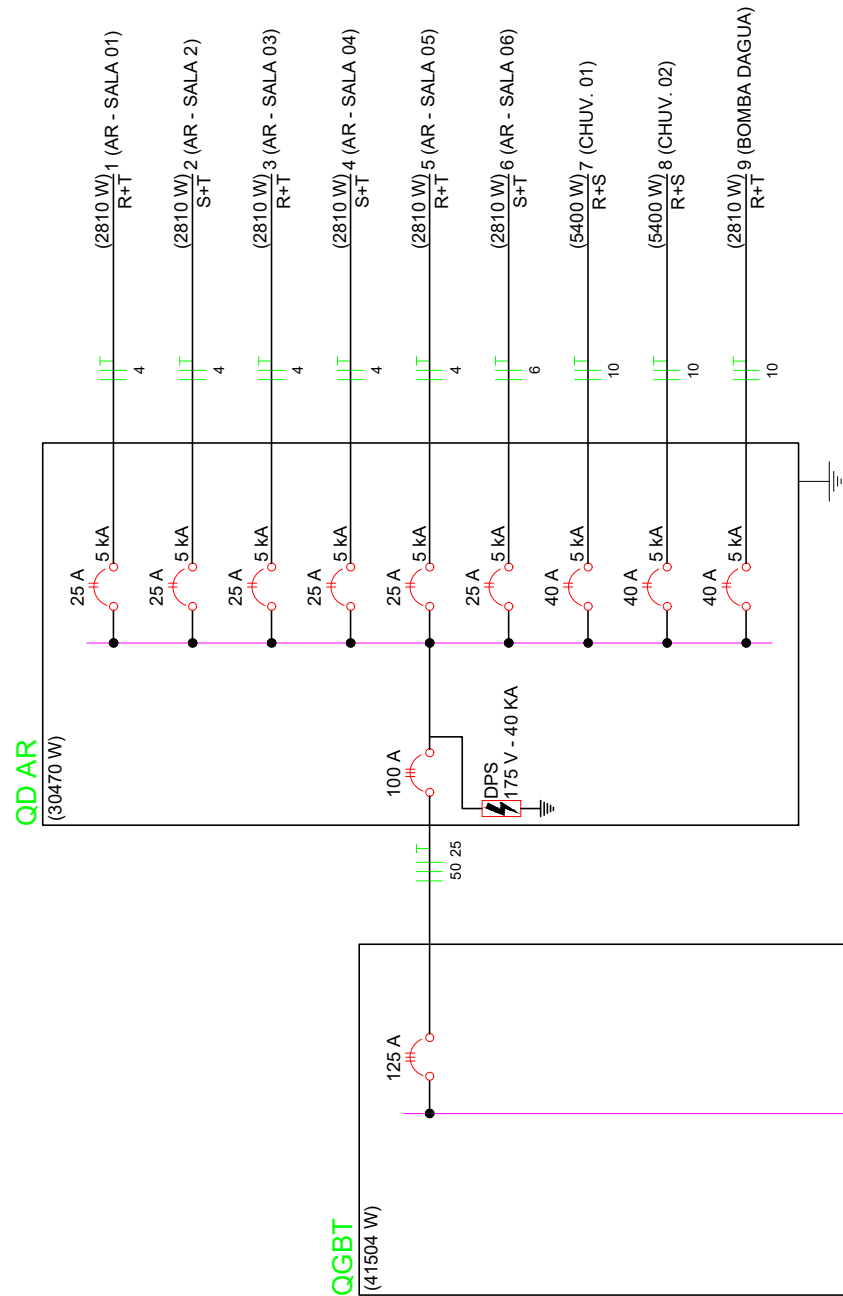 QGBT
(41504 W)
125 A
50 25
T
QD AR
(30470 W)
100 A
DPS
175 V - 40 KA
25 A
5 kA
T
4
(2810 W)
1 (AR - SALA 01)
R+T
25 A
5 kA
T
4
(2810 W)
2 (AR - SALA 2)
S+T
25 A
5 kA
T
4
(2810 W)
3 (AR - SALA 03)
R+T
25 A
5 kA
T
4
(2810 W)
4 (AR - SALA 04)
S+T
25 A
5 kA
T
4
(2810 W)
5 (AR - SALA 05)
R+T
25 A
5 kA
T
6
(2810 W)
6 (AR - SALA 06)
S+T
40 A
5 kA
T
10
(5400 W)
7 (CHUV. 01)
R+S
40 A
5 kA
T
10
(5400 W)
8 (CHUV. 02)
R+S
40 A
5 kA
T
10
(2810 W)
9 (BOMBA DAGUA)
R+T